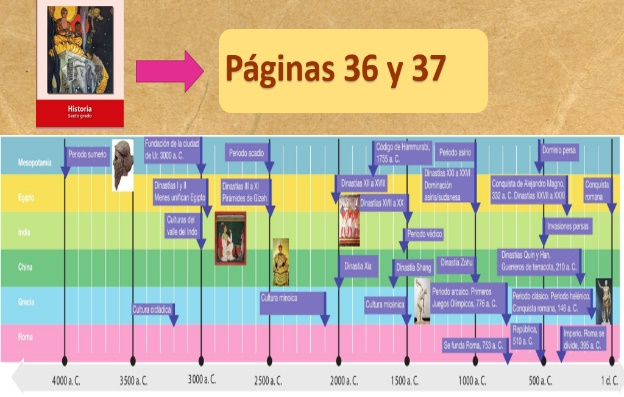 Páginas 36 y 37
Historia
Sexto grado
Mesopotamia
Periodo sumerio
Fundación de la ciudad
de Ur. 3000 a. C.
Periodo acadio
Código de Hammurabi,
1755 a. C.
Periodo asirio
Dominio persa
Egipto
Dinastías I y II
Menes unifican Egipto
Dinastías III a XI
Pirámides de Gizeh
Dinastías XII a XVII
Dinastías XVII a XX
Dinastías XXI a XXVI
Dominación
asiria/sudanesa
Conquista de Alejandro Magno,
332 a. C. Dinastías XXVII a XXXI
Conquista
romana
India
Culturas del
valle del Indo
Periodo védico
Invasiones persas
China
Dinastía Xia
Dinastía Shang
Dinastía Zohu
Dinastías Quin y Han,
Guerreros de terracota, 210 a. C.
Grecia
Cultura cicládica
Cultura minoica
Cultura micénica
Periodo arcaico. Primeros
Juegos Olímpicos, 776 a. C.
Periodo clásico. Periodo helénico,
Conquista romana, 146 a. C.
Roma
Se funda Roma, 753 a. C.
República,
510 a. C.
Imperio. Roma se
divide, 395 a. C.
4000 a. C.
3500 a. C.
3000 a. C.
2500 a. C.
2000 a. C.
1500 a. C.
1000 a. C.
500 a. C.
1 d. C.